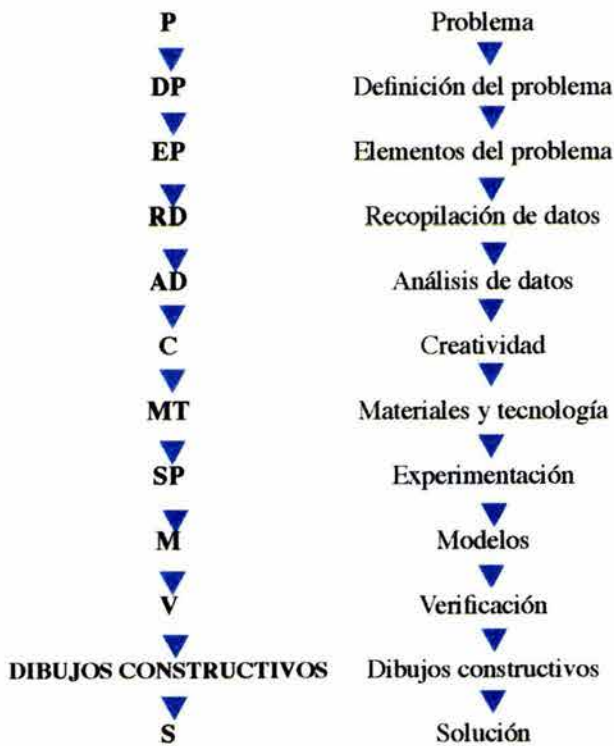 P Problema
DP Definición del problema
EP Elementos del problema
RD Recopilación de datos
AD Análisis de datos
C Creatividad
MT Materiales y tecnología
SP Experimentación
M Modelos
V Verificación
DIBUJOS CONSTRUCTIVOS Dibujos constructivos
S Solución